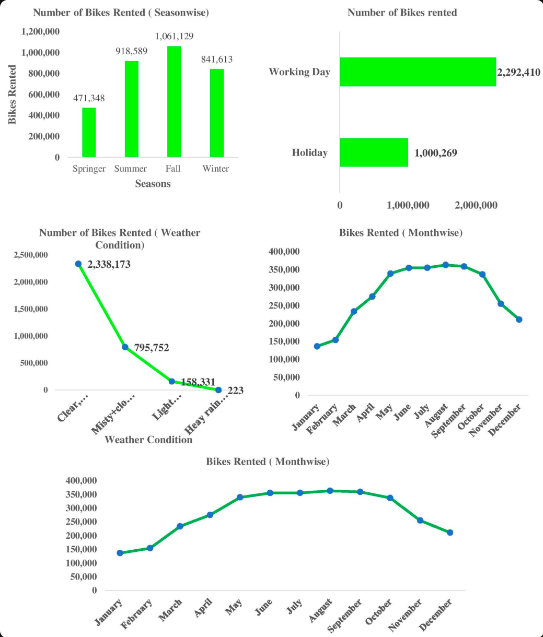 Number of Bikes Rented ( Seasonwise)
1,200,000
1,000,000
800,000
600,000
400,000
200,000
0
Bikes Rented
471,348
918,589
1,061,129
841,613
Springer Summer Fall Winter
Seasons
Number of Bikes rented
Working Day
2,292,410
Holiday
1,000,269
0 1,000,000 2,000,000
Number of Bikes Rented ( Weather
Condition)
2,500,000
2,000,000
1,500,000
1,000,000
500,000
0
2,338,173
795,752
158,331
223
Clear,...
Misty+clo...
Light...
Heay rain...
Weather Condition
Bikes Rented ( Monthwise)
400,000
350,000
300,000
250,000
200,000
150,000
100,000
50,000
0
January
February
March
April
May
June
July
August
September
October
November
December
Bikes Rented ( Monthwise)
400,000
350,000
300,000
250,000
200,000
150,000
100,000
50,000
0
January
February
March
April
May
June
July
August
September
October
November
December